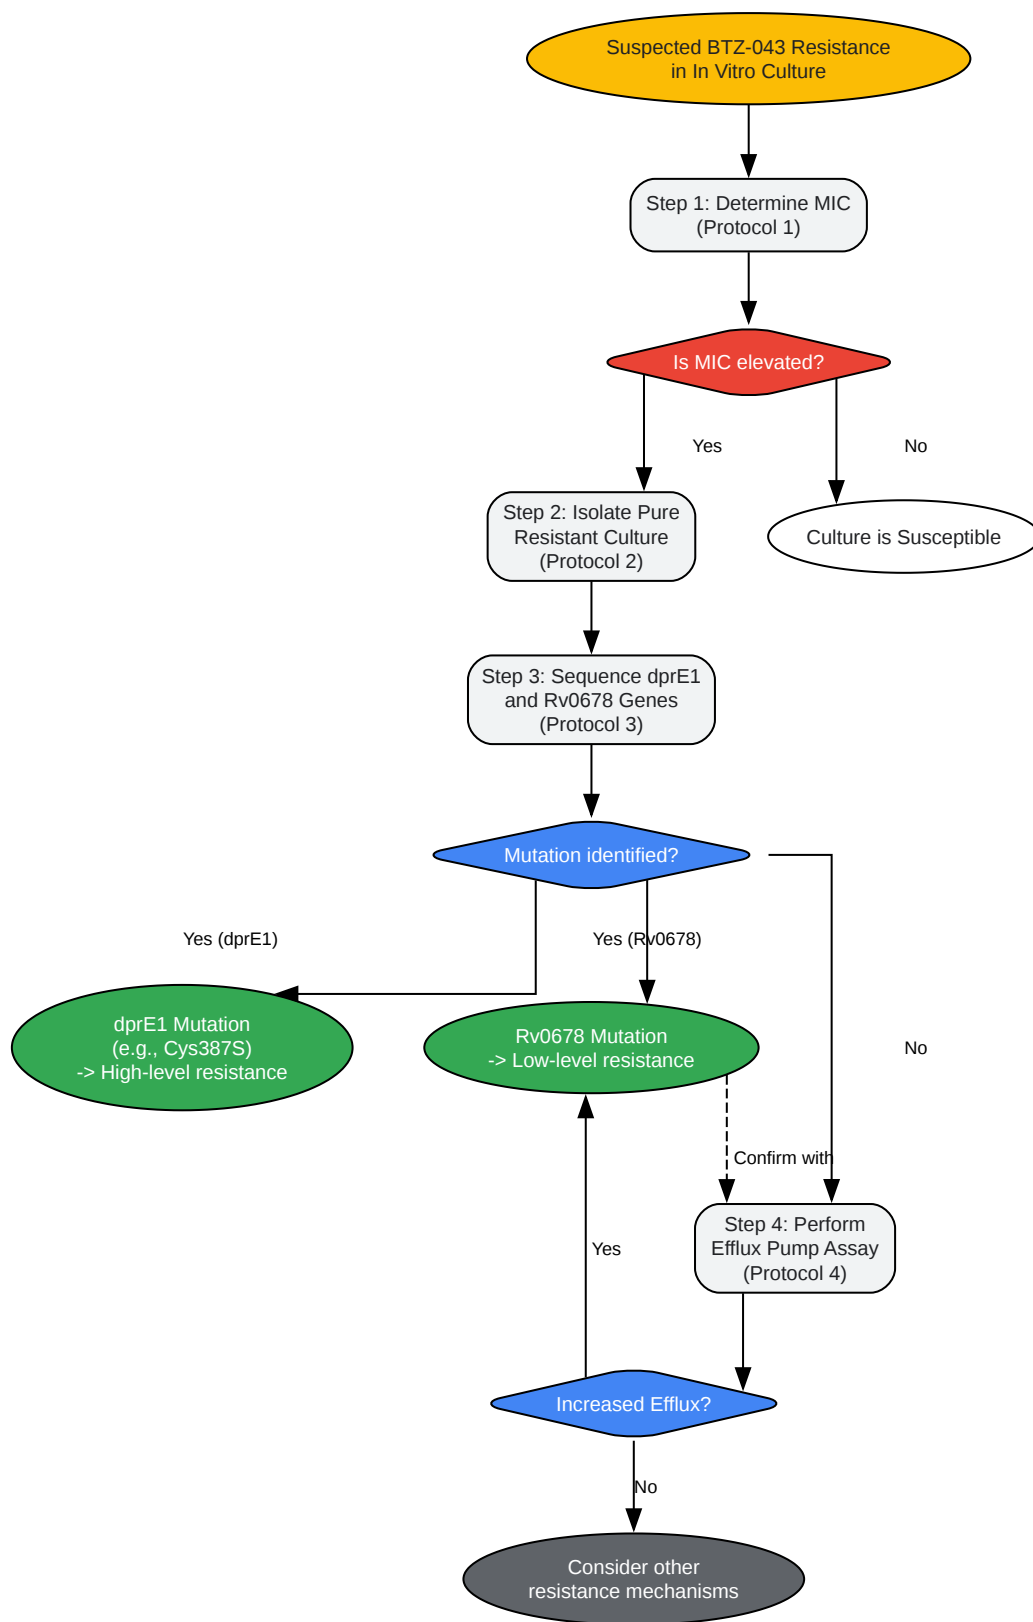 Suspected BTZ-043 Resistance
in In Vitro Culture
Step 1: Determine MIC
(Protocol 1)
Is MIC elevated?
Yes
No
Step 2: Isolate Pure
Resistant Culture
(Protocol 2)
Culture is Susceptible
Step 3: Sequence dprE1
and Rv0678 Genes
(Protocol 3)
Mutation identified?
Yes (dprE1)
Yes (Rv0678)
No
dprE1 Mutation
(e.g., Cys387S)
-> High-level resistance
Rv0678 Mutation
-> Low-level resistance
Confirm with
Step 4: Perform
Efflux Pump Assay
(Protocol 4)
Yes
Increased Efflux?
No
Consider other
resistance mechanisms